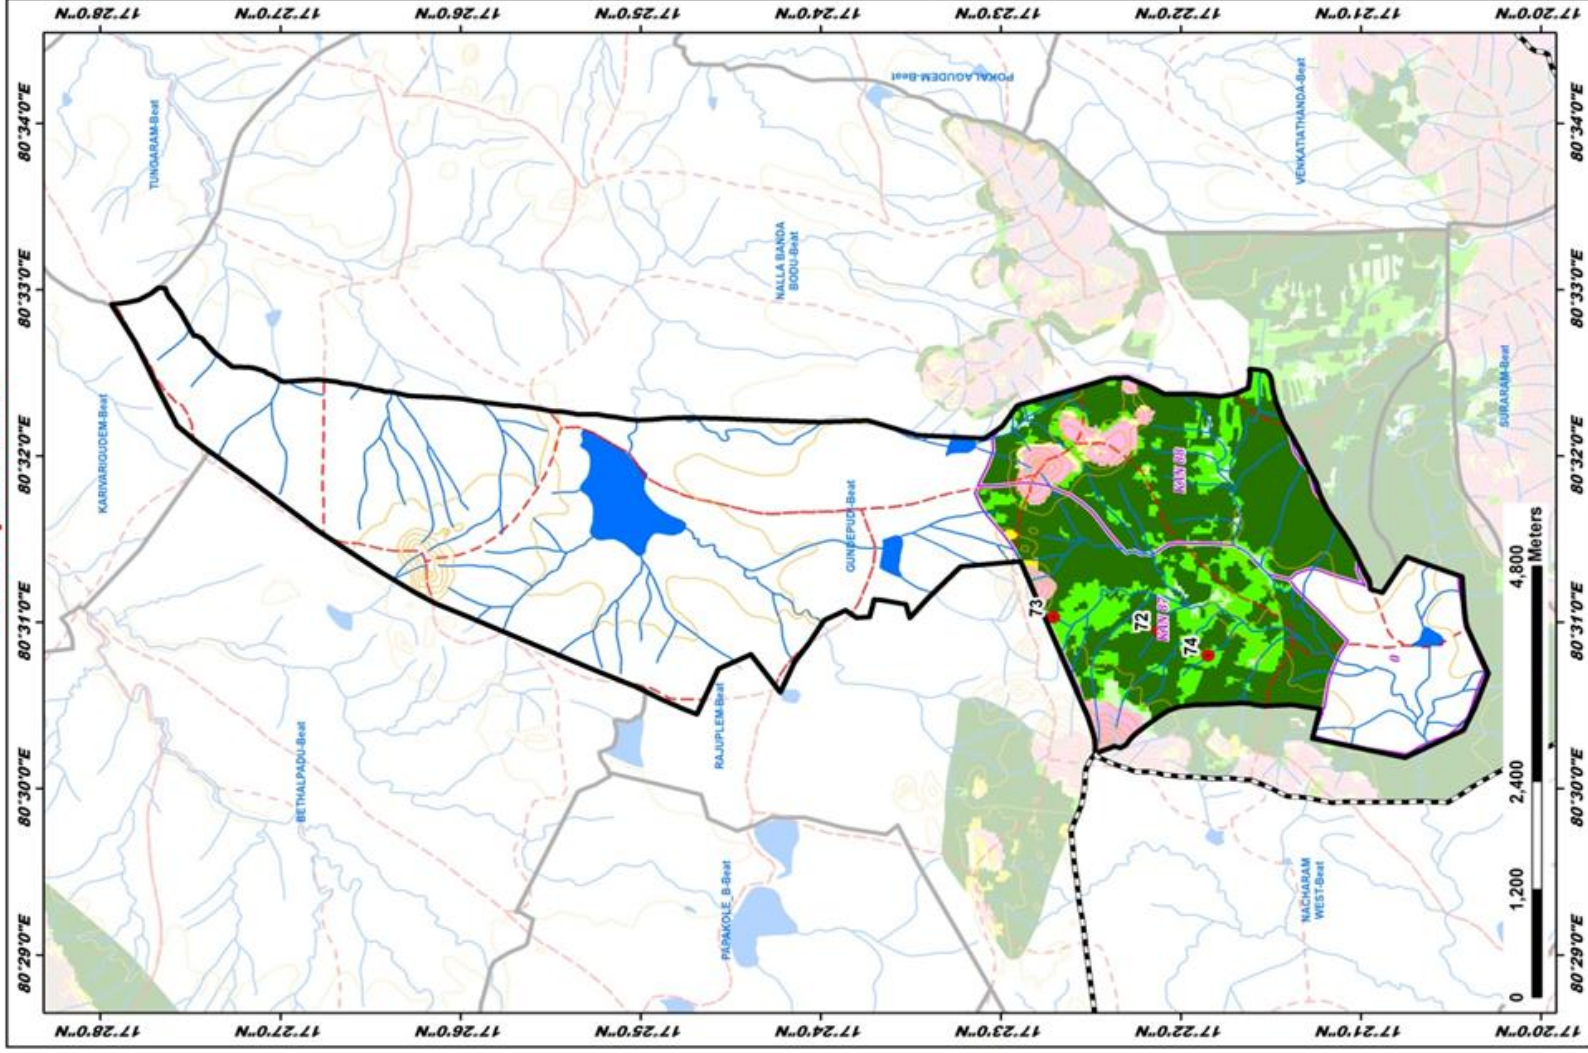 17°28'0"N 17°27'0"N 17°26'0"N 17°25'0"N 17°24'0"N 17°23'0"N 17°22'0"N 17°21'0"N 17°20'0"N
80°34'0"E
80°33'0"E
80°32'0"E
80°31'0"E
80°30'0"E
80°29'0"E
TUNGARAM-Beat
POKALAGUDEM-Beat
VENKATIATHANDA-Beat
NALLA BANDA
BODU-Beat
KARIVARIGUDEM-Beat
SURARAM-Beat
GUNDEPUDI-Beat
KAN 88
KAN 87
73
72
74
0
RAJUPLEM-Beat
BETHALPADU-Beat
PAPAKOLE_B-Beat
NACHARAM
WEST-Beat
0 1,200 2,400 4,800
Meters
80°34'0"E
80°33'0"E
80°32'0"E
80°31'0"E
80°30'0"E
80°29'0"E
17°28'0"N 17°27'0"N 17°26'0"N 17°25'0"N 17°24'0"N 17°23'0"N 17°22'0"N 17°21'0"N 17°20'0"N